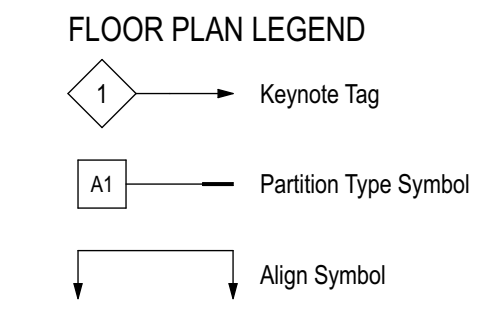 FLOOR PLAN LEGEND
1 Keynote Tag
A1 Partition Type Symbol
Align Symbol